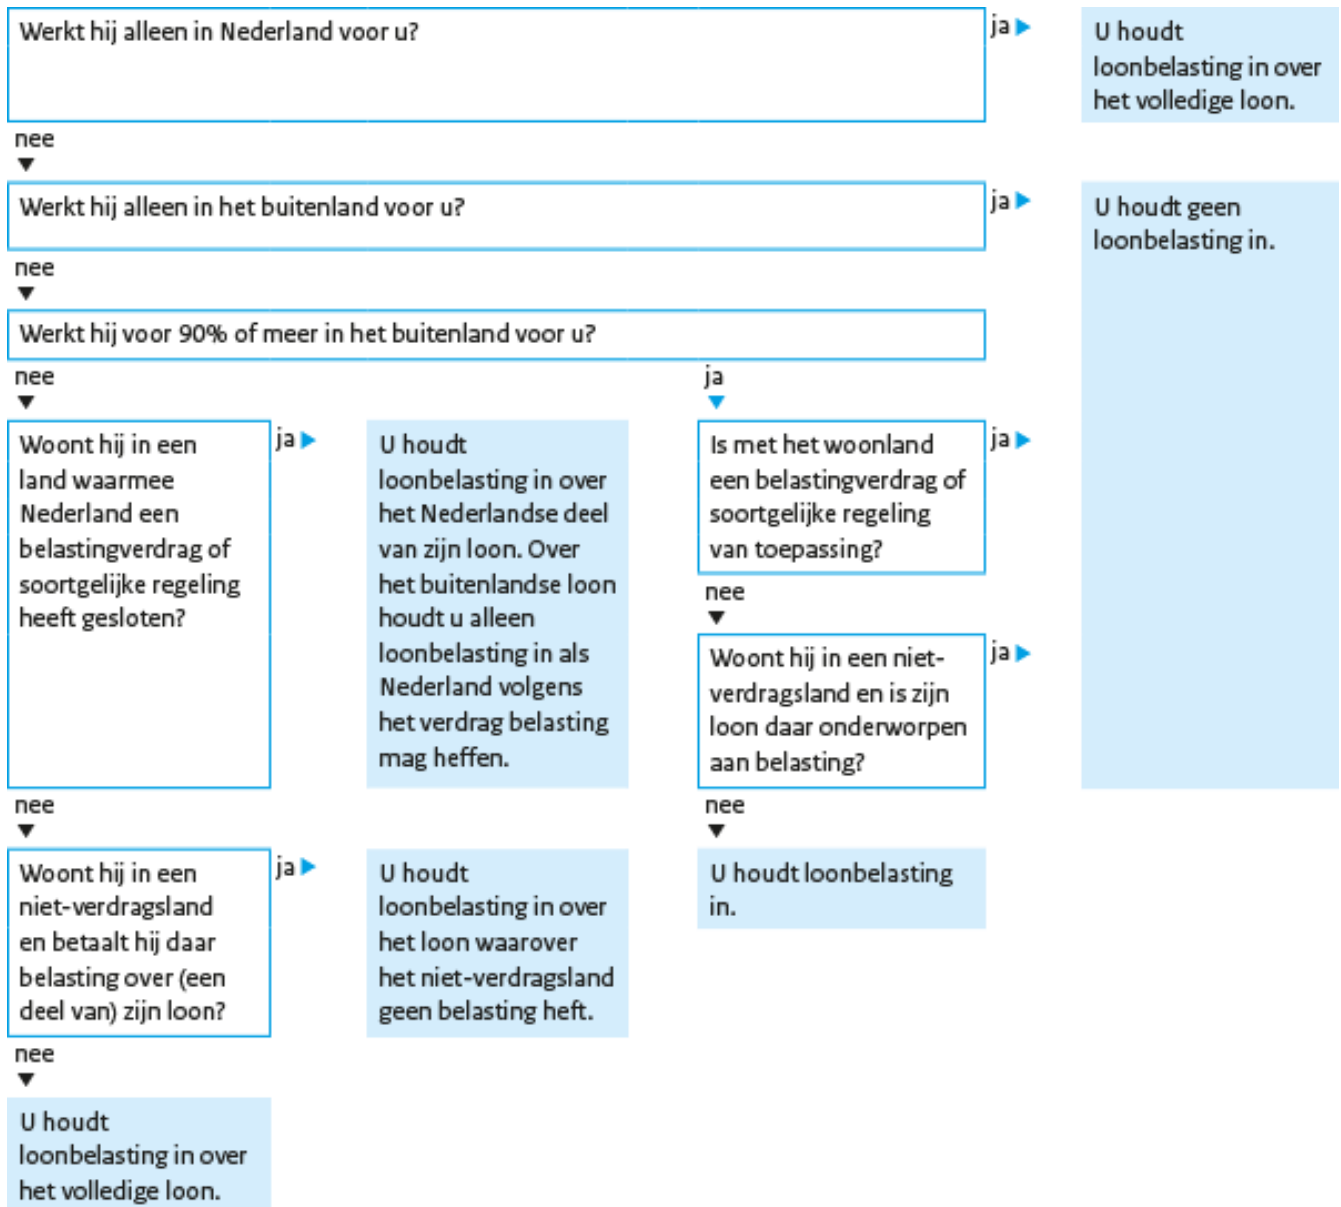 Werkt hij alleen in Nederland voor u?
ja
U houdt
loonbelasting in over
het volledige loon.
nee
Werkt hij alleen in het buitenland voor u?
ja
U houdt geen
loonbelasting in.
nee
Werkt hij voor 90% of meer in het buitenland voor u?
nee
ja
Woont hij in een
land waarmee
Nederland een
belastingverdrag of
soortgelijke regeling
heeft gesloten?
ja
U houdt
loonbelasting in over
het Nederlandse deel
van zijn loon. Over
het buitenlandse loon
houdt u alleen
loonbelasting in als
Nederland volgens
het verdrag belasting
mag heffen.
Is met het woonland
een belastingverdrag of
soortgelijke regeling
van toepassing?
ja
nee
Woont hij in een niet-
verdragsland en is zijn
loon daar onderworpen
aan belasting?
ja
nee
nee
Woont hij in een
niet-verdragsland
en betaalt hij daar
belasting over (een
deel van) zijn loon?
ja
U houdt
loonbelasting in over
het loon waarover
het niet-verdragsland
geen belasting heft.
U houdt loonbelasting
in.
nee
U houdt
loonbelasting in over
het volledige loon.